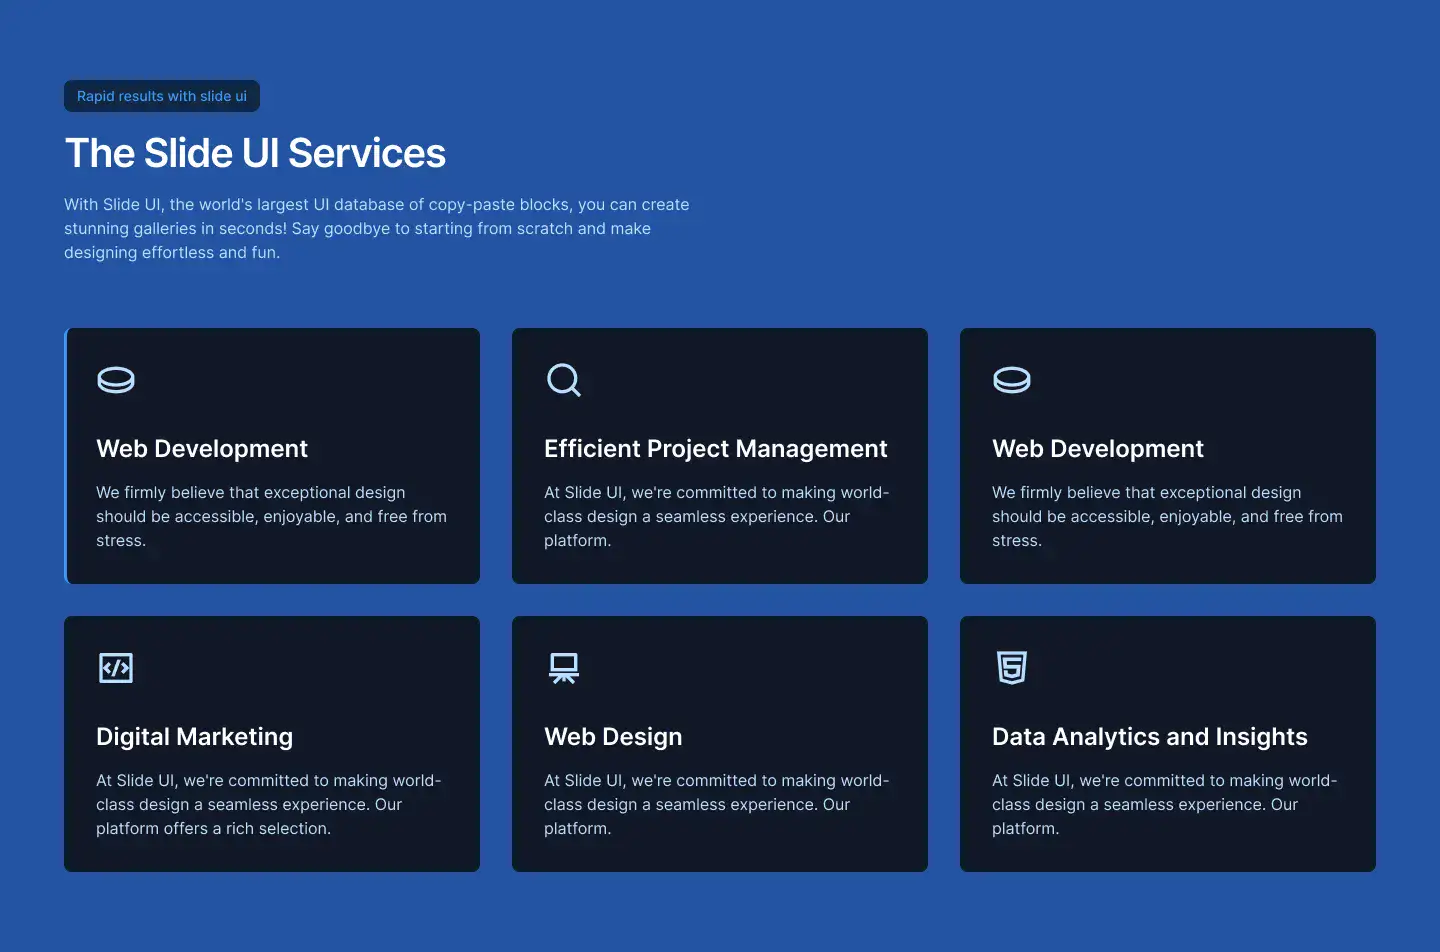 Rapid results with slide ui
The Slide UI Services
With Slide UI, the world's largest UI database of copy-paste blocks, you can create
stunning galleries in seconds! Say goodbye to starting from scratch and make
designing effortless and fun.
Web Development
We firmly believe that exceptional design
should be accessible, enjoyable, and free from
stress.
Efficient Project Management
At Slide UI, we're committed to making world-
class design a seamless experience. Our
platform.
Web Development
We firmly believe that exceptional design
should be accessible, enjoyable, and free from
stress.
Digital Marketing
At Slide UI, we're committed to making world-
class design a seamless experience. Our
platform offers a rich selection.
Web Design
At Slide UI, we're committed to making world-
class design a seamless experience. Our
platform.
Data Analytics and Insights
At Slide UI, we're committed to making world-
class design a seamless experience. Our
platform.